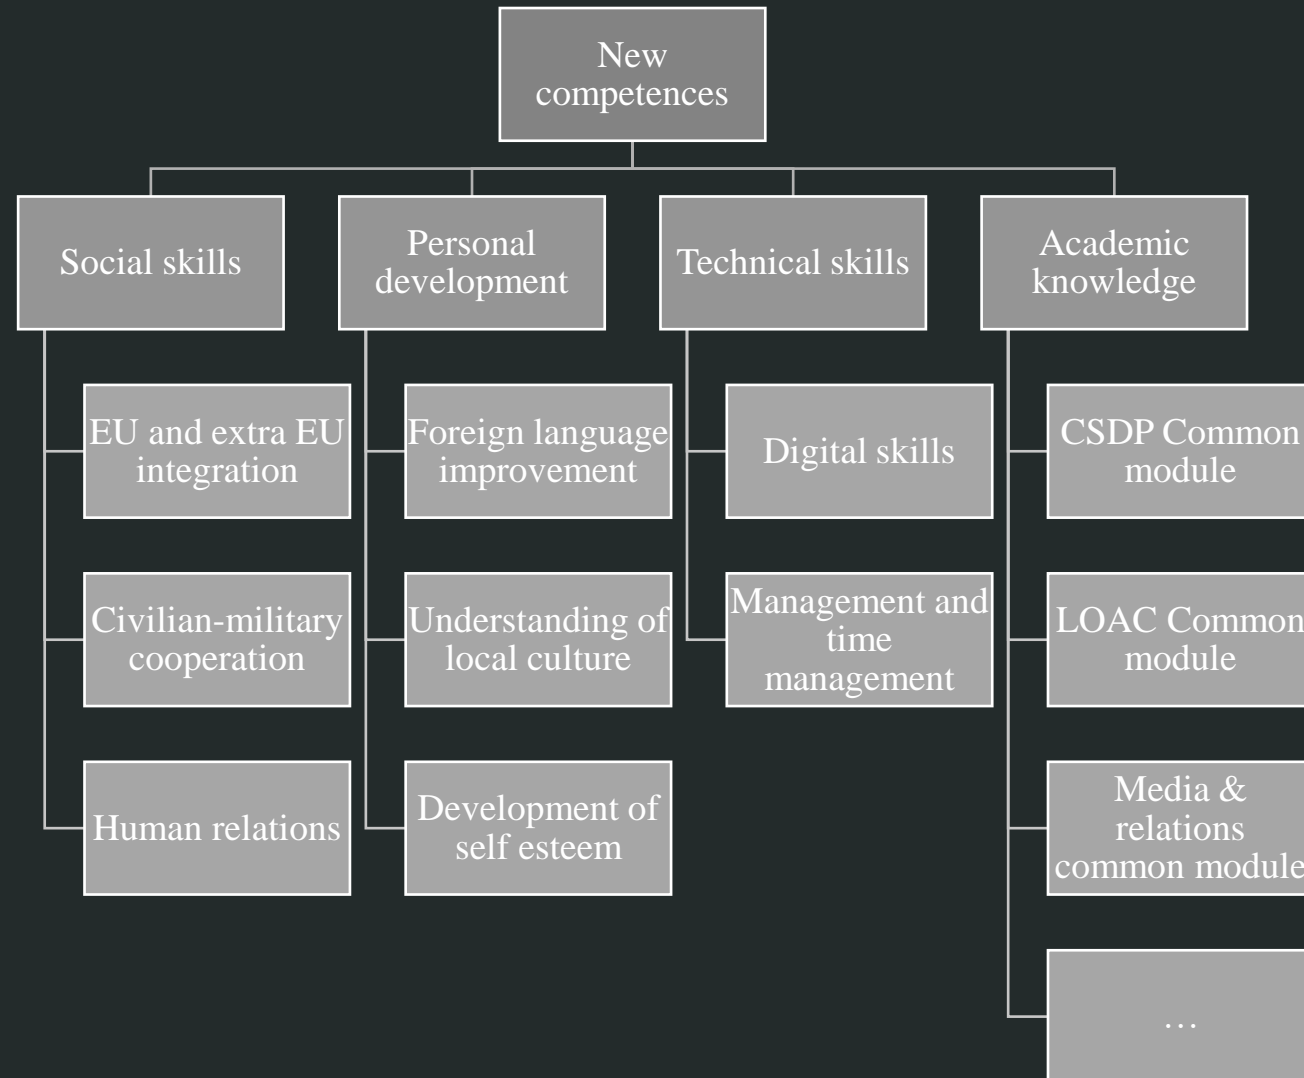 New
competences
Social skills
Personal
development
Technical skills
Academic
knowledge
EU and extra EU
integration
Civilian-military
cooperation
Human relations
Foreign language
improvement
Understanding of
local culture
Development of
self esteem
Digital skills
Management and
time
management
CSDP Common
module
LOAC Common
module
Media &
relations
common module
…